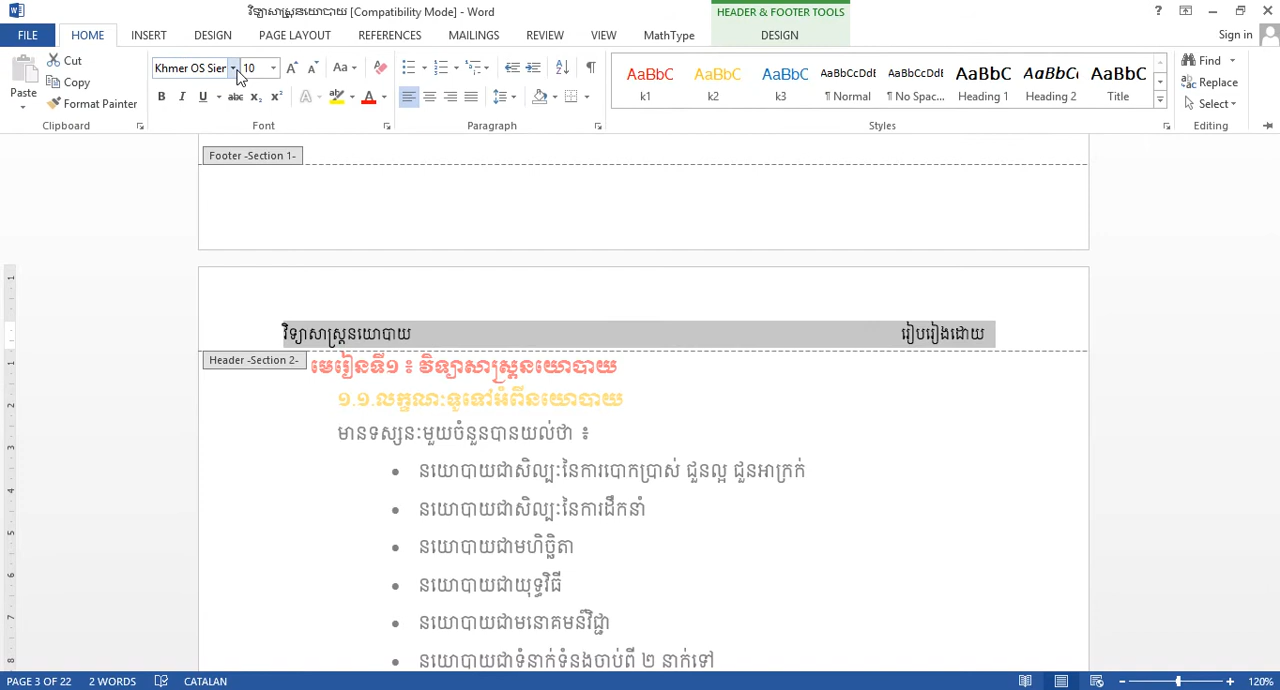 វិទ្យាសាស្ត្រនយោបាយ [Compatibility Mode] - Word
HEADER & FOOTER TOOLS
?
FILE HOME INSERT DESIGN PAGE LAYOUT REFERENCES MAILINGS REVIEW VIEW MathType DESIGN Sign in
Cut
Copy
Format Painter
Paste
Clipboard
Khmer OS Sier 10
Aa
B I U abc X₂ X²
A ab A
Font
Paragraph
AaBbC AaBbC AaBbC AaBbCcDdE AaBbCcDdE AaBbC AaBbCc AaBbC
k1 k2 k3 ¶ Normal ¶ No Spac... Heading 1 Heading 2 Title
Styles
Find
Replace
Select
Editing
Footer -Section 1-
វិទ្យាសាស្ត្រនយោបាយ រៀបរៀងដោយ
Header -Section 2-
មេរៀនទី១ ៖ វិទ្យាសាស្ត្រនយោបាយ
១.១.លក្ខណៈទូទៅអំពីនយោបាយ
មានទស្សនៈមួយចំនួនបានយល់ថា ៖
• នយោបាយជាសិល្បៈនៃការបោកប្រាស់ ជួនល្អ ជួនអាក្រក់
• នយោបាយជាសិល្បៈនៃការដឹកនាំ
• នយោបាយជាមហិច្ឆិតា
• នយោបាយជាយុទ្ធវិធី
• នយោបាយជាមនោគមន៍វិជ្ជា
• នយោបាយជាទំនាក់ទំនងចាប់ពី ២ នាក់ទៅ
PAGE 3 OF 22 2 WORDS CATALAN 120%